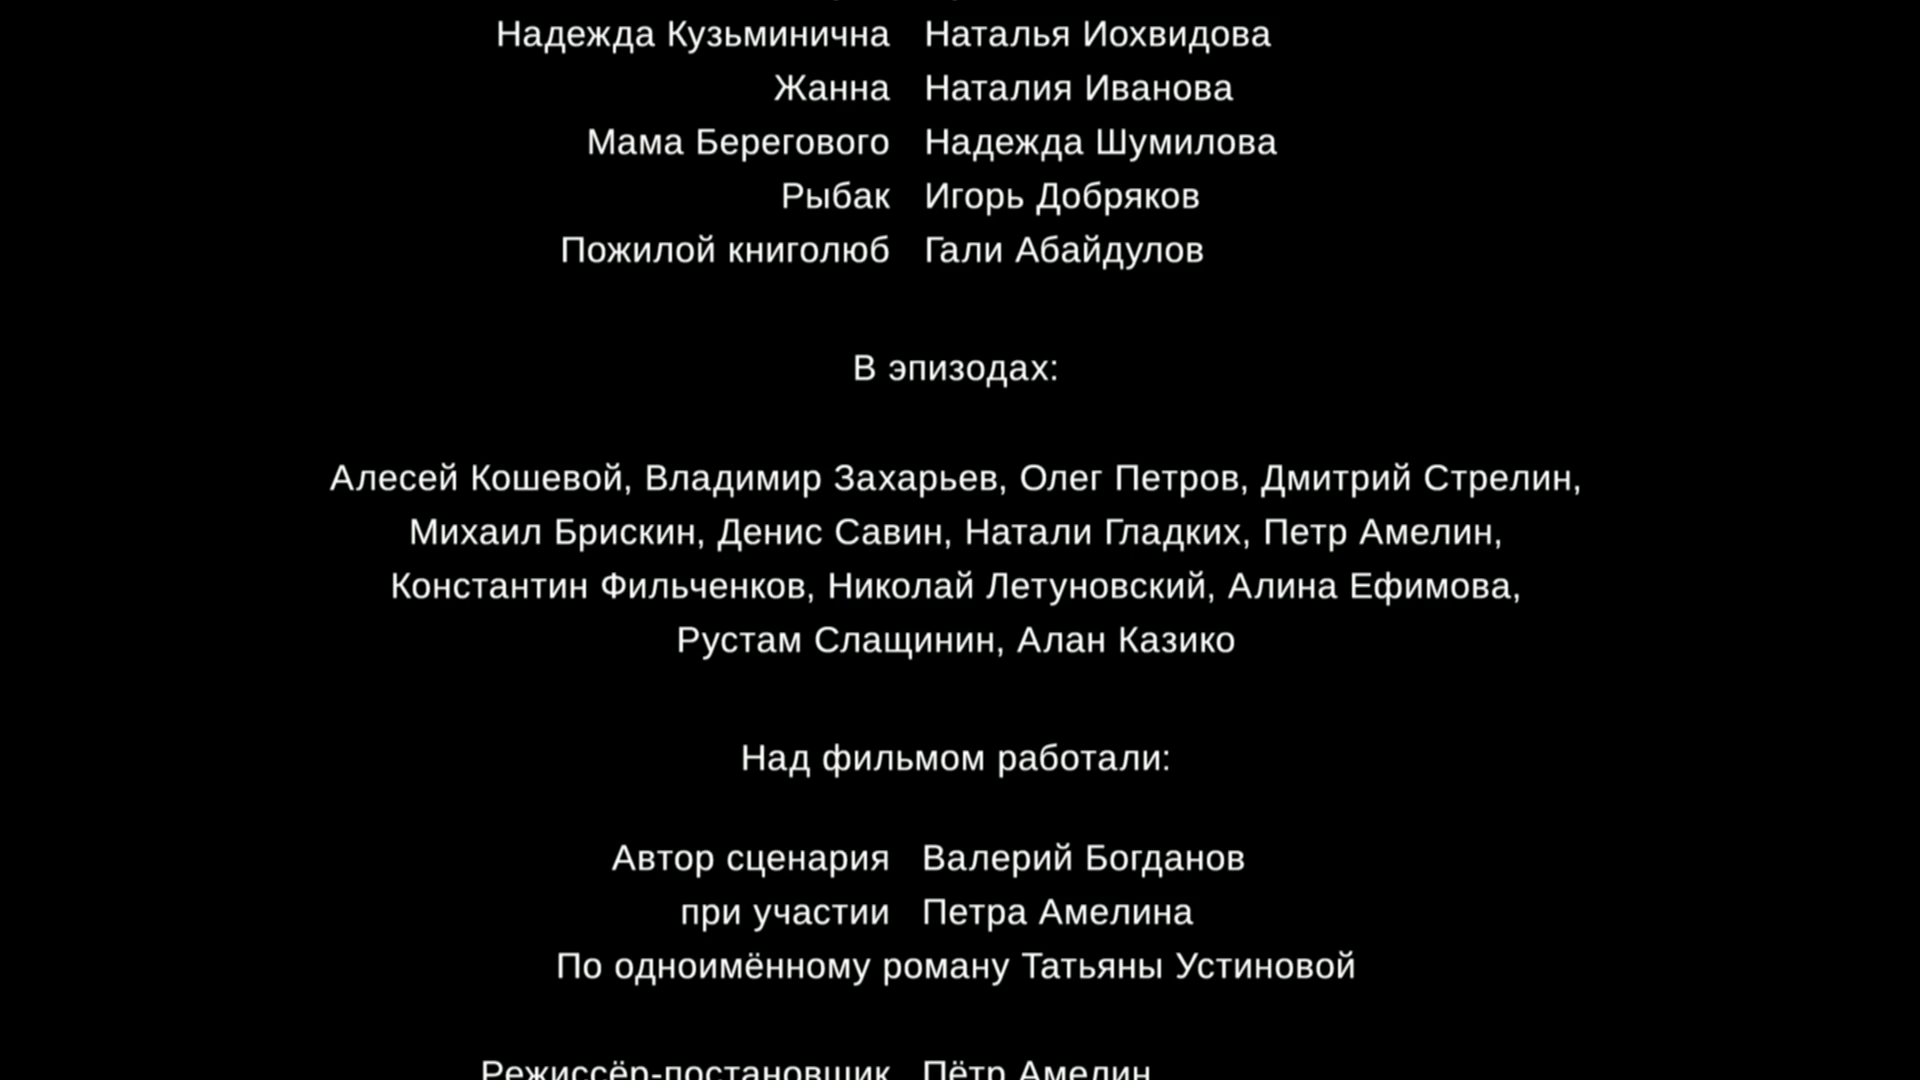 Надежда Кузьминична Наталья Иохвидова
Жанна Наталия Иванова
Мама Берегового Надежда Шумилова
Рыбак Игорь Добряков
Пожилой книголюб Гали Абайдулов
В эпизодах:
Алесей Кошевой, Владимир Захарьев, Олег Петров, Дмитрий Стрелин,
Михаил Брискин, Денис Савин, Натали Гладких, Петр Амелин,
Константин Фильченков, Николай Летуновский, Алина Ефимова,
Рустам Слащинин, Алан Казико
Над фильмом работали:
Автор сценария Валерий Богданов
при участии Петра Амелина
По одноимённому роману Татьяны Устиновой
Режиссёр-постановщик Пётр Амелин